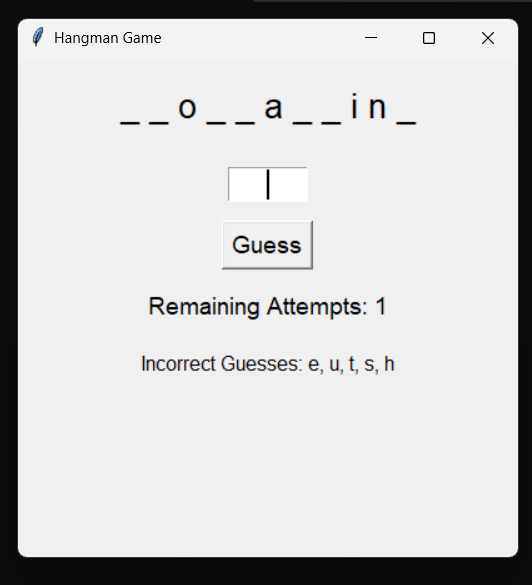 Hangman Game
_ _ o _ _ a _ _ i n _
Guess
Remaining Attempts: 1
Incorrect Guesses: e, u, t, s, h